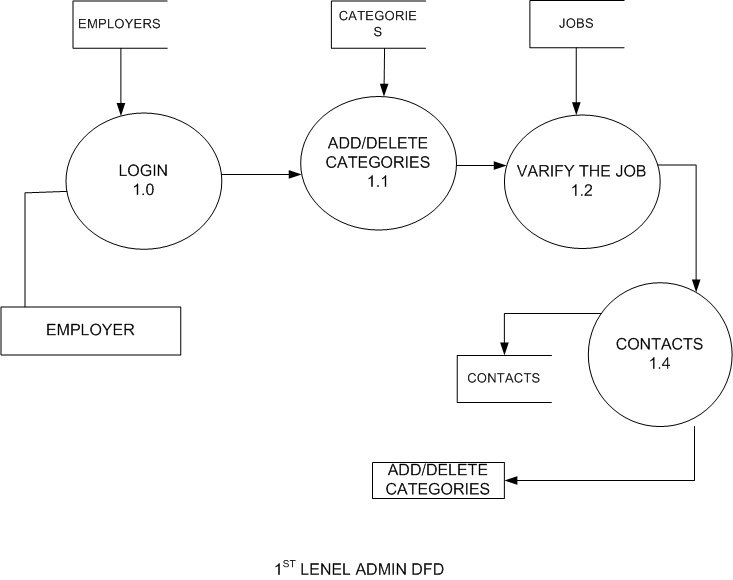 EMPLOYERS
CATEGORIE
S
JOBS
LOGIN
1.0
ADD/DELETE
CATEGORIES
1.1
VARIFY THE JOB
1.2
EMPLOYER
CONTACTS
1.4
CONTACTS
ADD/DELETE
CATEGORIES
1ST LENEL ADMIN DFD